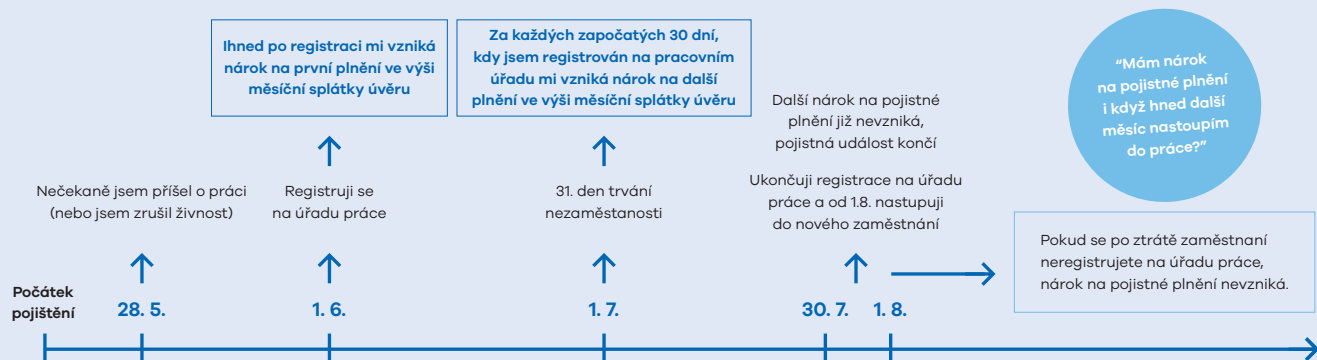 Ihned po registraci mi vzniká
nárok na první plnění ve výši
měsíční splátky úvěru
Za každých započatých 30 dní,
kdy jsem registrován na pracovním
úřadu mi vzniká nárok na další
plnění ve výši měsíční splátky úvěru
Další nárok na pojistné
plnění již nevzniká,
pojistná událost končí
"Mám nárok
na pojistné plnění
i když hned další
měsíc nastoupím
do práce?"
Nečekaně jsem přišel o práci
(nebo jsem zrušil živnost)
Registruji se
na úřadu práce
31. den trvání
nezaměstanosti
Ukončuji registrace na úřadu
práce a od 1.8. nastupuji
do nového zaměstnání
Pokud se po ztrátě zaměstnaní
neregistrujete na úřadu práce,
nárok na pojistné plnění nevzniká.
Počátek
pojištění
28. 5.
1. 6.
1. 7.
30. 7.
1. 8.